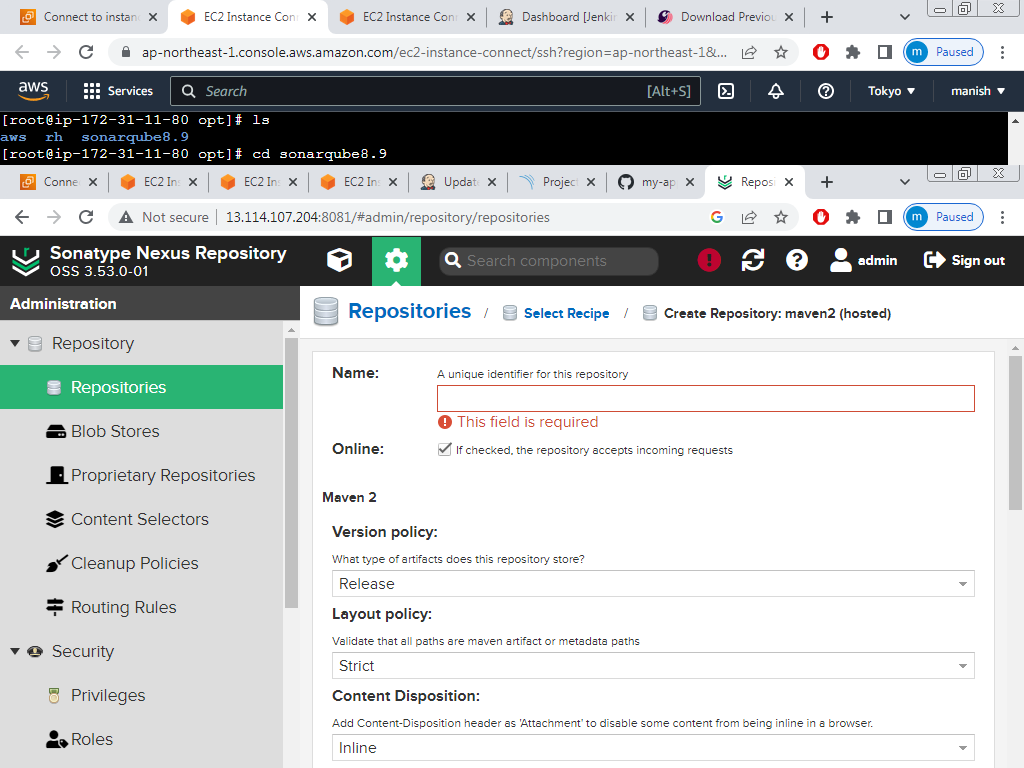 Connect to instan
EC2 Instance Con
EC2 Instance Con
Dashboard [Jenki
Download Previou
ap-northeast-1.console.aws.amazon.com/ec2-instance-connect/ssh?region=ap-northeast-1&...
m Paused
aws
Services
Search
[Alt+S]
Tokyo ▼
manish ▼
[root@ip-172-31-11-80 opt]# ls
aws rh sonarqube8.9
[root@ip-172-31-11-80 opt]# cd sonarqube8.9
Conne
EC2 In
EC2 In
EC2 In
Updat
Project
my-ap
Reposi
Not secure
13.114.107.204:8081/#admin/repository/repositories
m Paused
Sonatype Nexus Repository
OSS 3.53.0-01
Search components
admin
Sign out
Administration
Repositories / Select Recipe / Create Repository: maven2 (hosted)
Repository
Repositories
Blob Stores
Proprietary Repositories
Content Selectors
Cleanup Policies
Routing Rules
Security
Privileges
Roles
Name:
A unique identifier for this repository
This field is required
Online:
If checked, the repository accepts incoming requests
Maven 2
Version policy:
What type of artifacts does this repository store?
Release
Layout policy:
Validate that all paths are maven artifact or metadata paths
Strict
Content Disposition:
Add Content-Disposition header as 'Attachment' to disable some content from being inline in a browser.
Inline